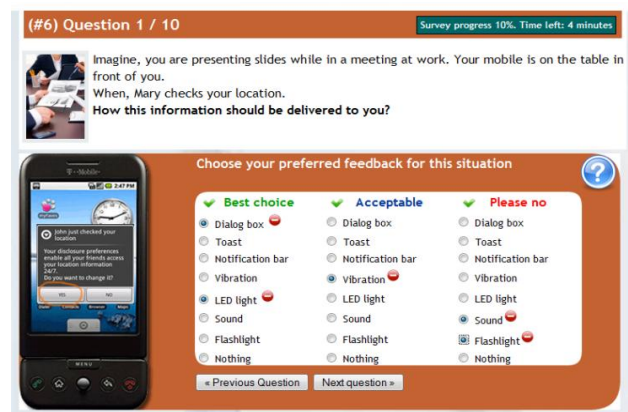 (#6) Question 1 / 10
Survey progress 10%. Time left: 4 minutes
Imagine, you are presenting slides while in a meeting at work. Your mobile is on the table in
front of you.
When, Mary checks your location.
How this information should be delivered to you?
T··Mobile·
2:47 PM
John just checked your
location
Your disclosure preferences
enable all your friends access
your location information
24/7.
Do you want to change it?
YES NO
Contacts Browser Maps
MENU
Choose your preferred feedback for this situation
?
Best choice Acceptable Please no
Dialog box Dialog box Dialog box
Toast Toast Toast
Notification bar Notification bar Notification bar
Vibration Vibration Vibration
LED light LED light LED light
Sound Sound Sound
Flashlight Flashlight Flashlight
Nothing Nothing Nothing
« Previous Question Next question »